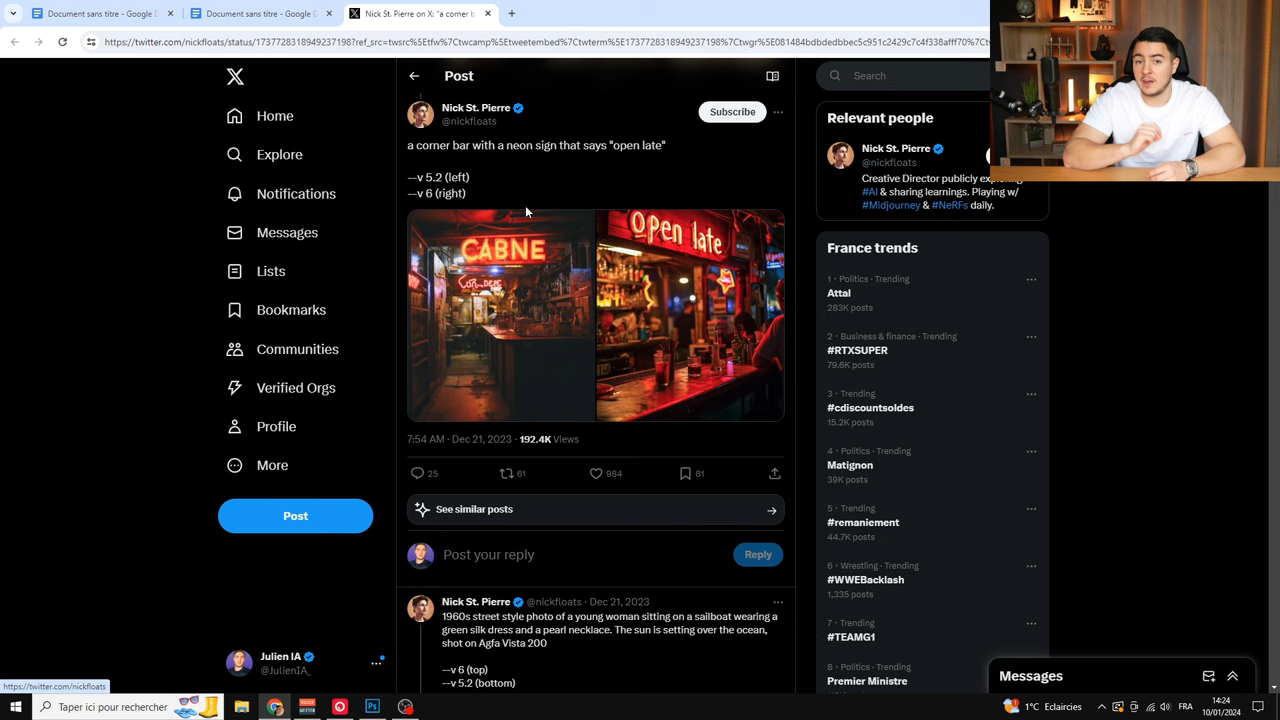 Document sans titre - Google D
Document sans titre - Google D
Nick St. Pierre on X: "a corner b
https://twitter.com/nickfloats/status/1737728318949237198?ref_src=twsrc%5Etfw%7Ctwcamp%5Etweetembed%7Ctwterm%5E1737728318949237198%7Ctwgr%5E081484bdbdedbbec5c951c2429c7c4f338afff70%7Ctw
Home
Explore
Notifications
Messages
Lists
Bookmarks
Communities
Verified Orgs
Profile
More
Post
Julien IA
@JulienIA_
https://twitter.com/nickfloats
Post
Nick St. Pierre
@nickfloats
Subscribe
a corner bar with a neon sign that says "open late"
--v 5.2 (left)
--v 6 (right)
CABNE
Open late
7:54 AM · Dec 21, 2023 · 192.4K Views
25
61
984
81
See similar posts
Post your reply
Reply
Nick St. Pierre @nickfloats · Dec 21, 2023
1960s street style photo of a young woman sitting on a sailboat wearing a
green silk dress and a pearl necklace. The sun is setting over the ocean,
shot on Agfa Vista 200
--v 6 (top)
--v 5.2 (bottom)
Search
Relevant people
Nick St. Pierre
@nickfloats
Creative Director publicly exploring
#AI & sharing learnings. Playing w/
#Midjourney & #NeRFs daily.
France trends
1 · Politics · Trending
Attal
283K posts
2 · Business & finance · Trending
#RTXSUPER
79.6K posts
3 · Trending
#cdiscountsoldes
15.2K posts
4 · Politics · Trending
Matignon
39K posts
5 · Trending
#remaniement
44.7K posts
6 · Wrestling · Trending
#WWEBacklash
1,335 posts
7 · Trending
#TEAMG1
8 · Politics · Trending
Premier Ministre
Messages
Taper ici pour rechercher
1°C Eclaircies
FRA
14:24
10/01/2024